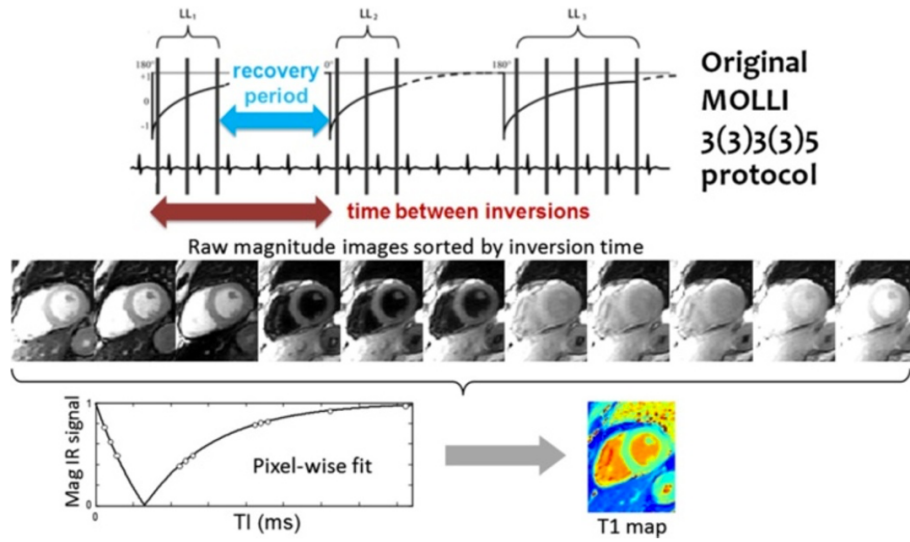 LL1 LL2 LL3
180° 0° 180°
+1
0
-1
recovery
period
Original
MOLLI
3(3)3(3)5
protocol
time between inversions
Raw magnitude images sorted by inversion time
Mag IR signal
1
0
Pixel-wise fit
0
TI (ms)
T1 map